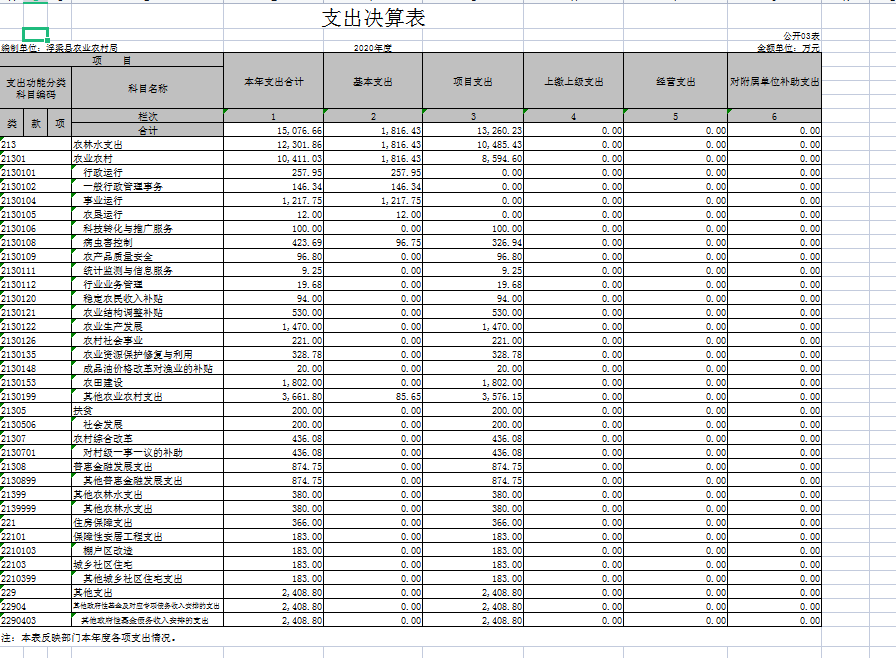 支出决算表
公开03表
编制单位：浮梁县农业农村局 2020年度 金额单位：万元
项 目 本年支出合计 基本支出 项目支出 上缴上级支出 经营支出 对附属单位补助支出
支出功能分类科目编码 科目名称
类 款 项 栏次 1 2 3 4 5 6
合计 15,076.66 1,816.43 13,260.23 0.00 0.00 0.00
213 农林水支出 12,301.86 1,816.43 10,485.43 0.00 0.00 0.00
21301 农业农村 10,411.03 1,816.43 8,594.60 0.00 0.00 0.00
2130101 行政运行 257.95 257.95 0.00 0.00 0.00 0.00
2130102 一般行政管理事务 146.34 146.34 0.00 0.00 0.00 0.00
2130104 事业运行 1,217.75 1,217.75 0.00 0.00 0.00 0.00
2130105 农垦运行 12.00 12.00 0.00 0.00 0.00 0.00
2130106 科技转化与推广服务 100.00 0.00 100.00 0.00 0.00 0.00
2130108 病虫害控制 423.69 96.75 326.94 0.00 0.00 0.00
2130109 农产品质量安全 96.80 0.00 96.80 0.00 0.00 0.00
2130111 统计监测与信息服务 9.25 0.00 9.25 0.00 0.00 0.00
2130112 行业业务管理 19.68 0.00 19.68 0.00 0.00 0.00
2130120 稳定农民收入补贴 94.00 0.00 94.00 0.00 0.00 0.00
2130121 农业结构调整补贴 530.00 0.00 530.00 0.00 0.00 0.00
2130122 农业生产发展 1,470.00 0.00 1,470.00 0.00 0.00 0.00
2130126 农村社会事业 221.00 0.00 221.00 0.00 0.00 0.00
2130135 农业资源保护修复与利用 328.78 0.00 328.78 0.00 0.00 0.00
2130148 成品油价格改革对渔业的补贴 20.00 0.00 20.00 0.00 0.00 0.00
2130153 农田建设 1,802.00 0.00 1,802.00 0.00 0.00 0.00
2130199 其他农业农村支出 3,661.80 85.65 3,576.15 0.00 0.00 0.00
21305 扶贫 200.00 0.00 200.00 0.00 0.00 0.00
2130506 社会发展 200.00 0.00 200.00 0.00 0.00 0.00
21307 农村综合改革 436.08 0.00 436.08 0.00 0.00 0.00
2130701 对村级一事一议的补助 436.08 0.00 436.08 0.00 0.00 0.00
21308 普惠金融发展支出 874.75 0.00 874.75 0.00 0.00 0.00
2130899 其他普惠金融发展支出 874.75 0.00 874.75 0.00 0.00 0.00
21399 其他农林水支出 380.00 0.00 380.00 0.00 0.00 0.00
2139999 其他农林水支出 380.00 0.00 380.00 0.00 0.00 0.00
221 住房保障支出 366.00 0.00 366.00 0.00 0.00 0.00
22101 保障性安居工程支出 183.00 0.00 183.00 0.00 0.00 0.00
2210103 棚户区改造 183.00 0.00 183.00 0.00 0.00 0.00
22103 城乡社区住宅 183.00 0.00 183.00 0.00 0.00 0.00
2210399 其他城乡社区住宅支出 183.00 0.00 183.00 0.00 0.00 0.00
229 其他支出 2,408.80 0.00 2,408.80 0.00 0.00 0.00
22904 其他政府性基金及对应专项债务收入安排的支出 2,408.80 0.00 2,408.80 0.00 0.00 0.00
2290403 其他政府性基金债务收入安排的支出 2,408.80 0.00 2,408.80 0.00 0.00 0.00
注：本表反映部门本年度各项支出情况。